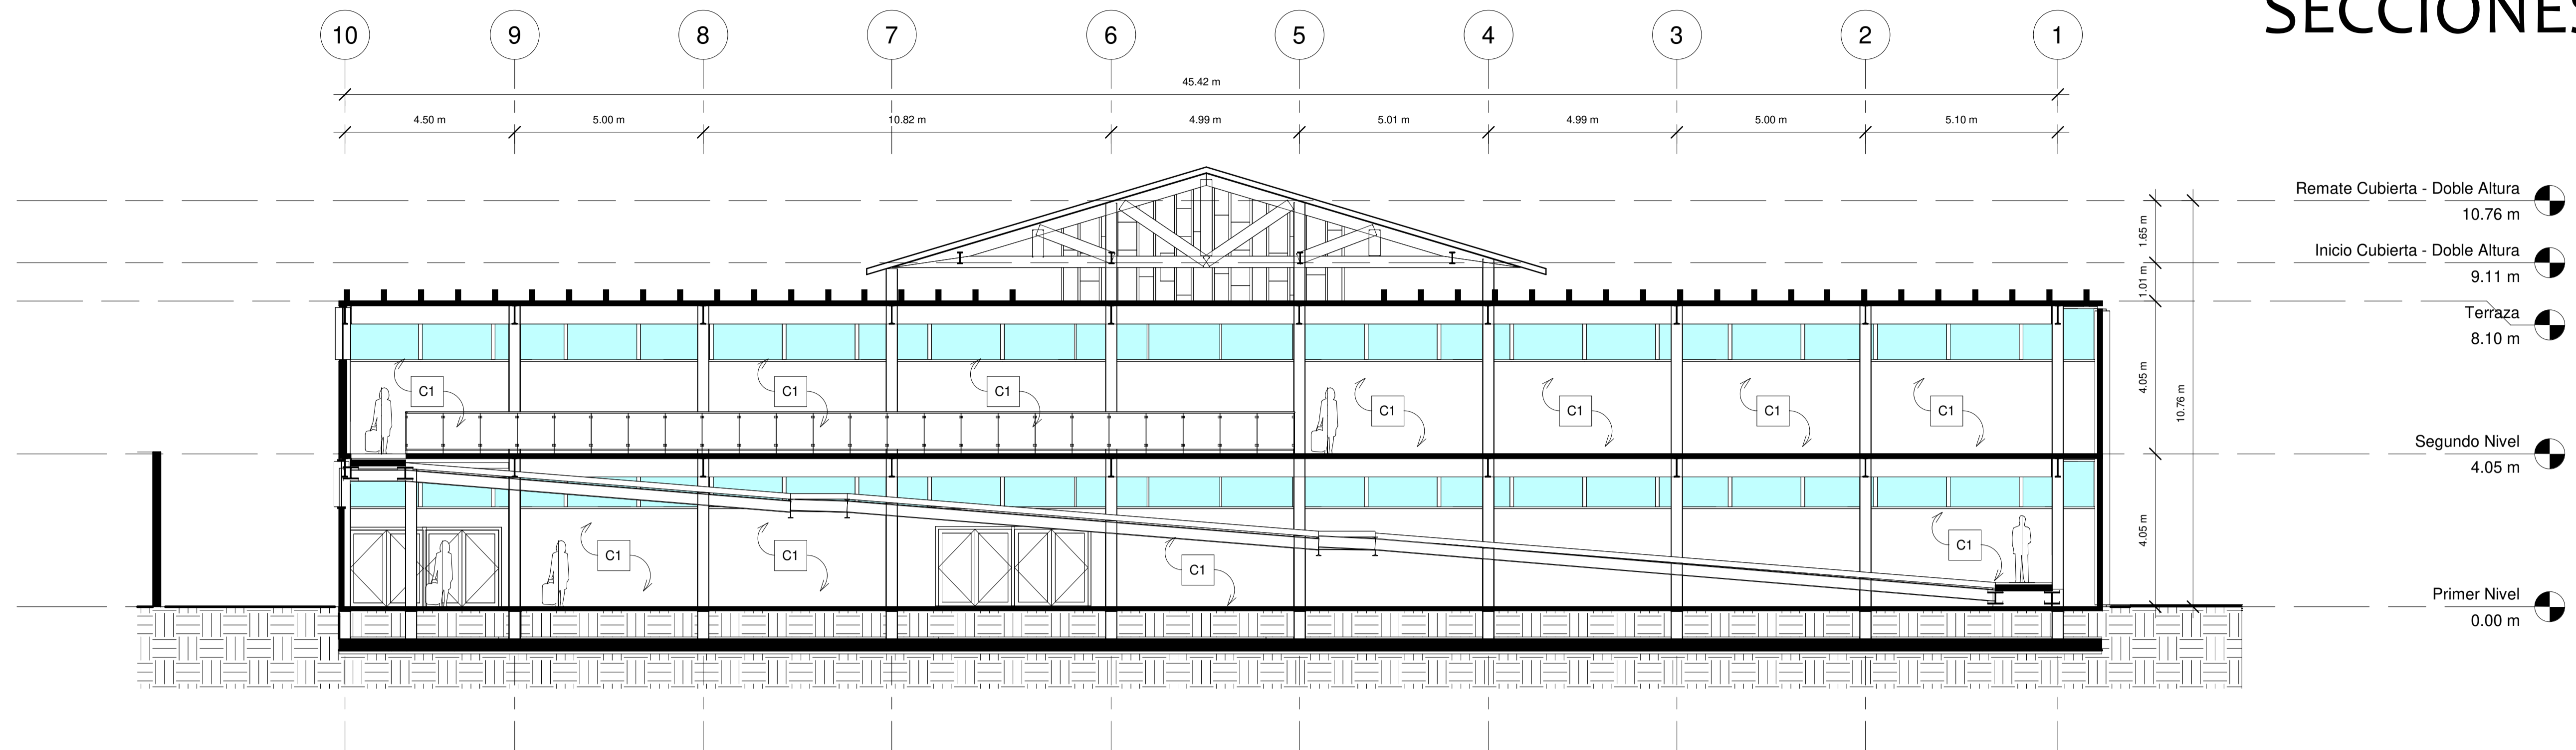 SECCIONES
10 9 8 7 6 5 4 3 2 1
45.42 m
4.50 m 5.00 m 10.82 m 4.99 m 5.01 m 4.99 m 5.00 m 5.10 m
Remate Cubierta - Doble Altura
10.76 m
1.65 m
Inicio Cubierta - Doble Altura
9.11 m
1.01 m
Terraza
8.10 m
C1 C1 C1 C1 C1 C1 C1
4.05 m
10.76 m
Segundo Nivel
4.05 m
C1 C1 C1 C1
4.05 m
Primer Nivel
0.00 m